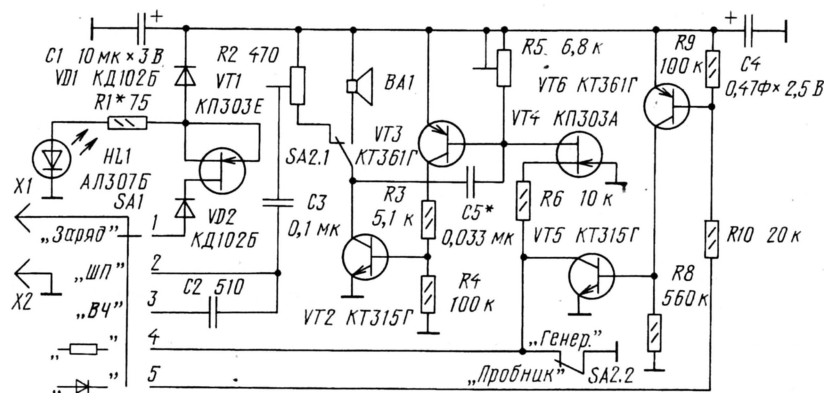 +
+
C1 10 мк × 3 В
VD1 КД102Б
R1* 75
R2 470
VT1
КП303Е
BA1
R5 6,8 к
VT6 КТ361Г
R9
100 к
C4
0,47Ф × 2,5 В
VT3
КТ361Г
VT4
КП303А
SA2.1
X1
HL1
АЛ307Б
SA1
VD2
КД102Б
C3
0,1 мк
R3
5,1 к
C5*
0,033 мк
R6 10 к
VT5 КТ315Г
R10 20 к
„Заряд" 1
X2
„ШП" 2
C2 510
„ВЧ" 3
VT2 КТ315Г
R4
100 к
R8
560 к
„ " 4
„Генер."
„Пробник"
SA2.2
„ " 5